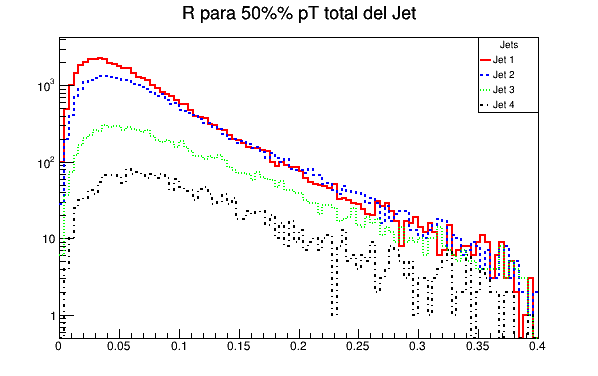 R para 50%% pT total del Jet
Jets
Jet 1
Jet 2
Jet 3
Jet 4
10³
10²
10
1
0 0.05 0.1 0.15 0.2 0.25 0.3 0.35 0.4